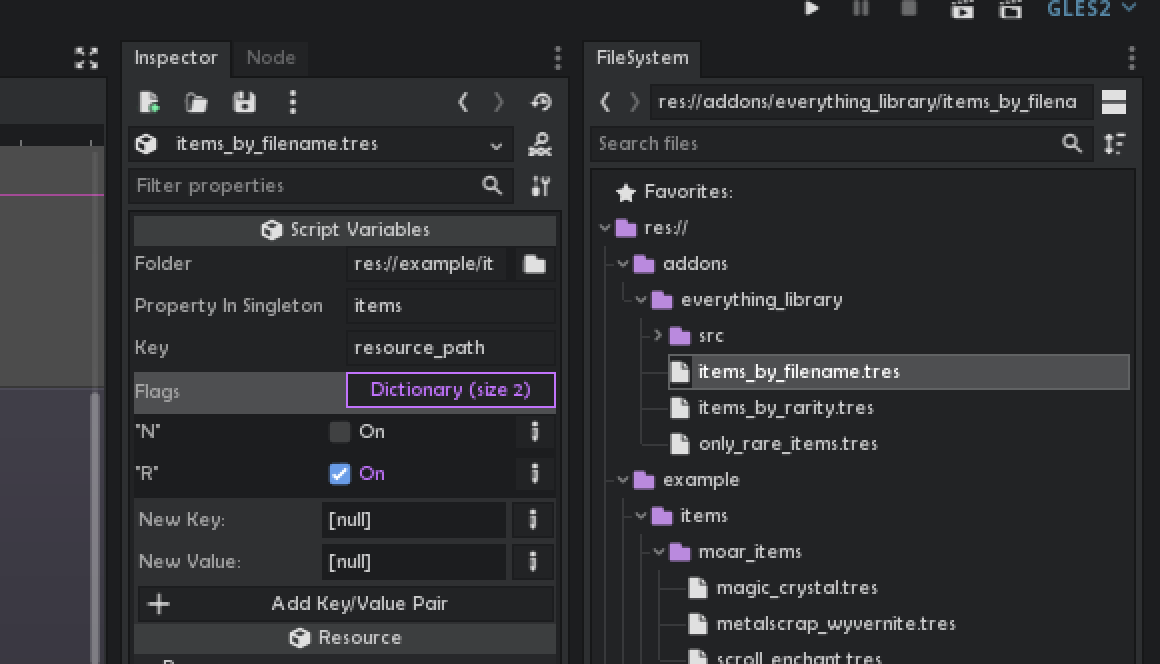 GLES2
Inspector
Node
items_by_filename.tres
Filter properties
Script Variables
Folder
res://example/it
Property In Singleton
items
Key
resource_path
Flags
Dictionary (size 2)
"N"
On
"R"
On
New Key:
[null]
New Value:
[null]
Add Key/Value Pair
Resource
FileSystem
res://addons/everything_library/items_by_filena
Search files
Favorites:
res://
addons
everything_library
src
items_by_filename.tres
items_by_rarity.tres
only_rare_items.tres
example
items
moar_items
magic_crystal.tres
metalscrap_wyvernite.tres
scroll_enchant.tres